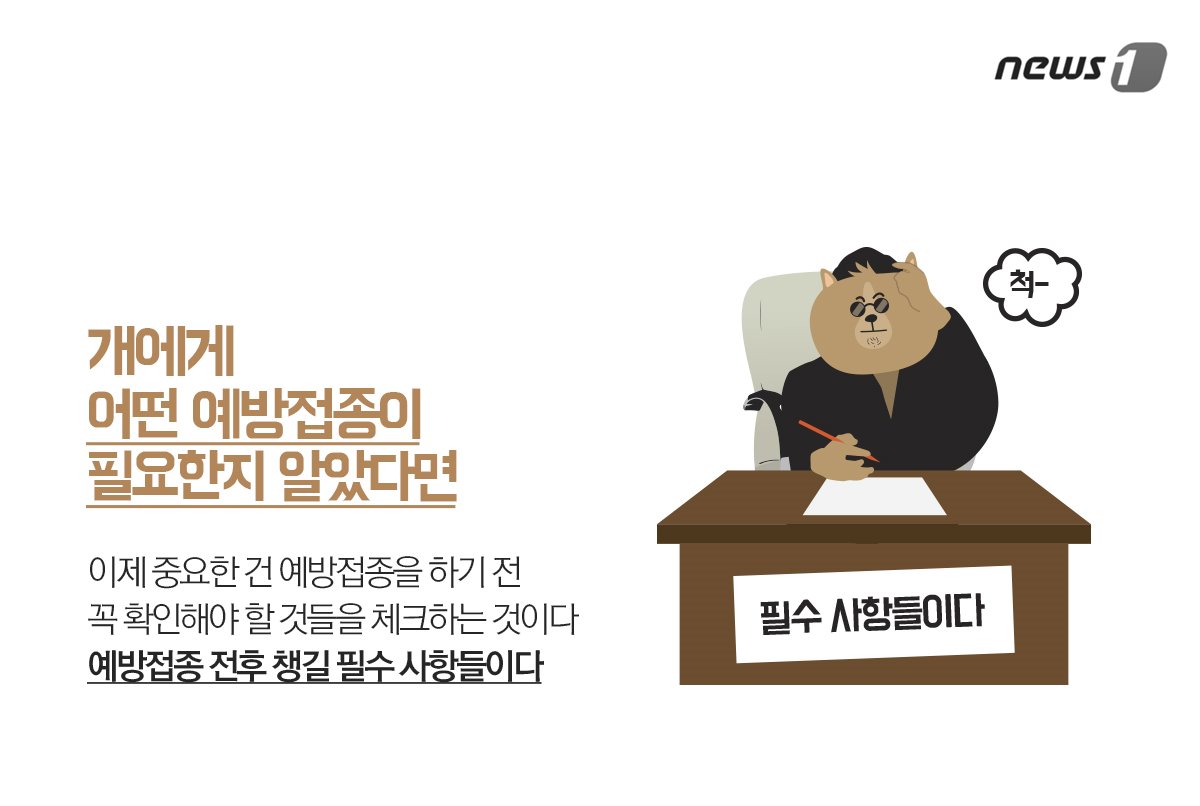 news1
개에게
어떤 예방접종이
필요한지 알았다면
이제 중요한 건 예방접종을 하기 전
꼭 확인해야 할 것들을 체크하는 것이다
예방접종 전후 챙길 필수 사항들이다
척-
필수 사항들이다